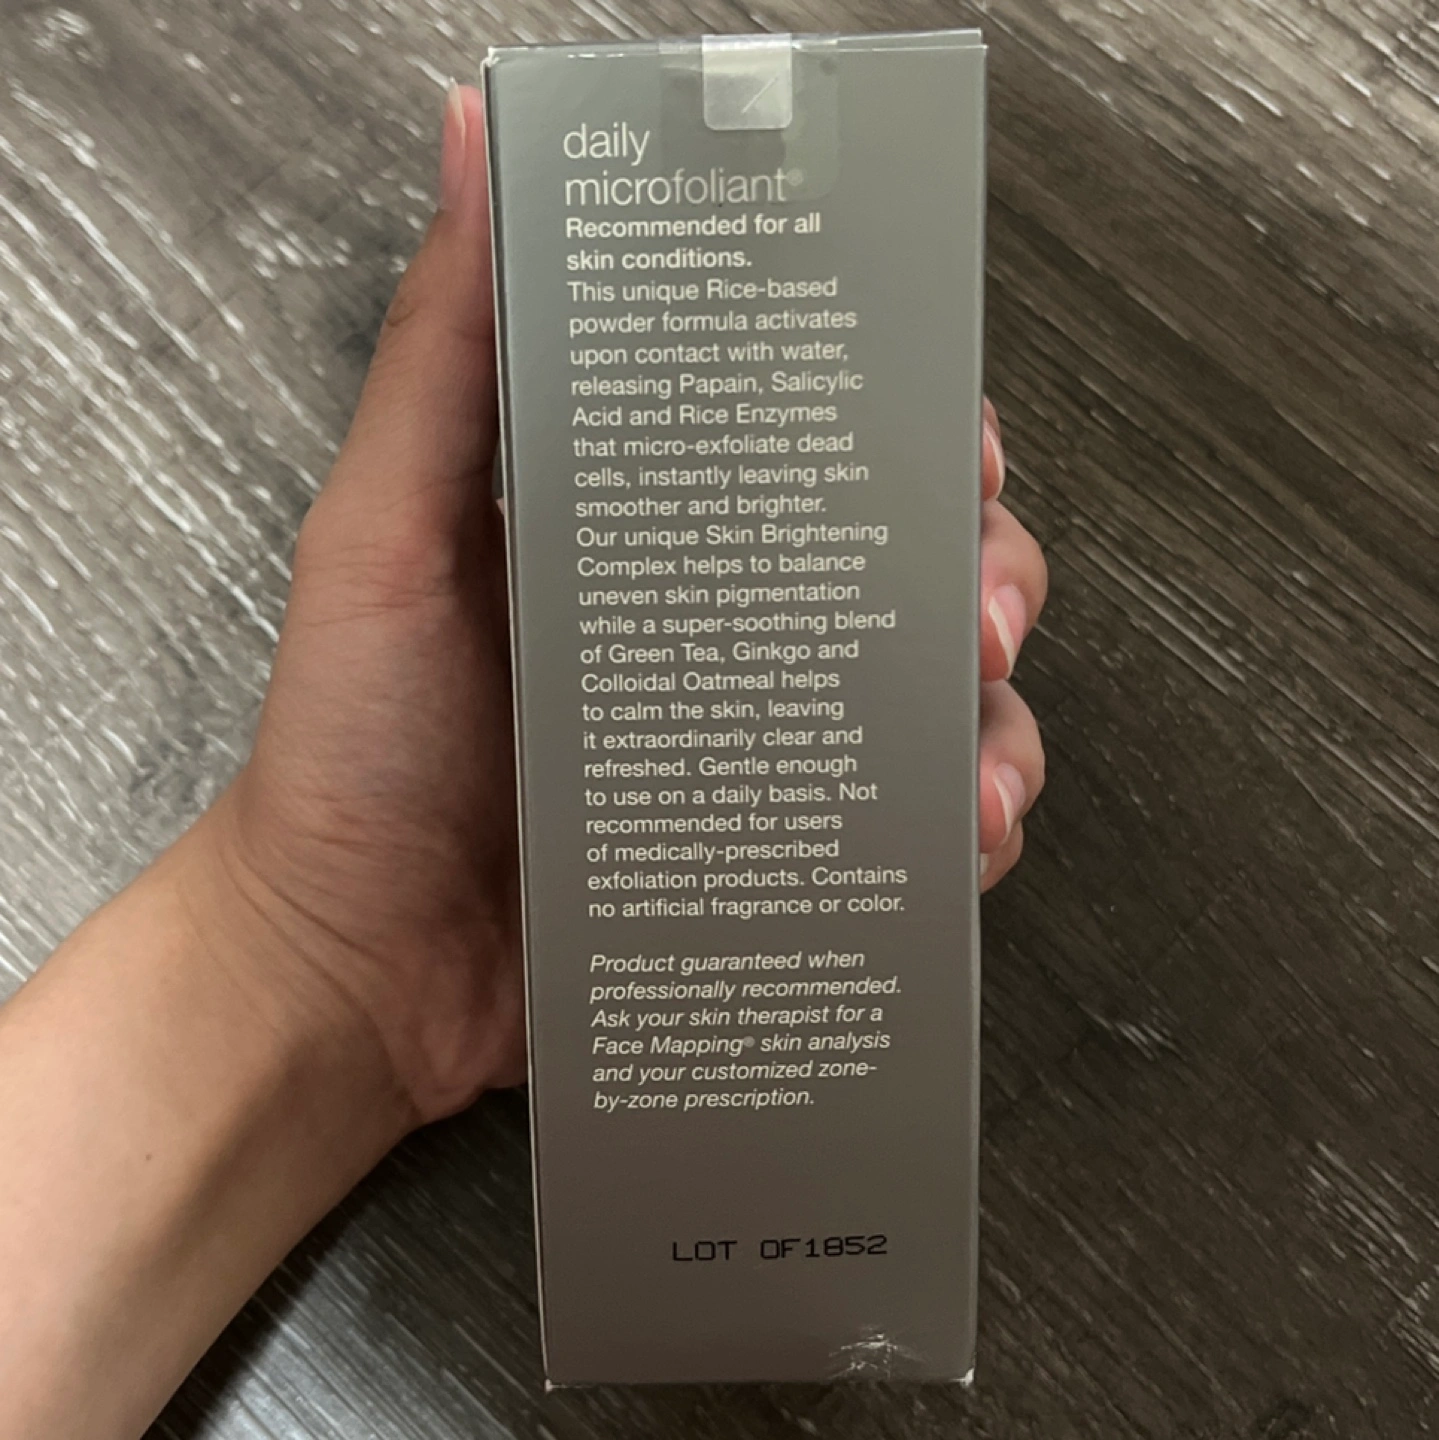 daily
microfoliant®
Recommended for all
skin conditions.
This unique Rice-based
powder formula activates
upon contact with water,
releasing Papain, Salicylic
Acid and Rice Enzymes
that micro-exfoliate dead
cells, instantly leaving skin
smoother and brighter.
Our unique Skin Brightening
Complex helps to balance
uneven skin pigmentation
while a super-soothing blend
of Green Tea, Ginkgo and
Colloidal Oatmeal helps
to calm the skin, leaving
it extraordinarily clear and
refreshed. Gentle enough
to use on a daily basis. Not
recommended for users
of medically-prescribed
exfoliation products. Contains
no artificial fragrance or color.
Product guaranteed when
professionally recommended.
Ask your skin therapist for a
Face Mapping® skin analysis
and your customized zone-
by-zone prescription.
LOT OF1852